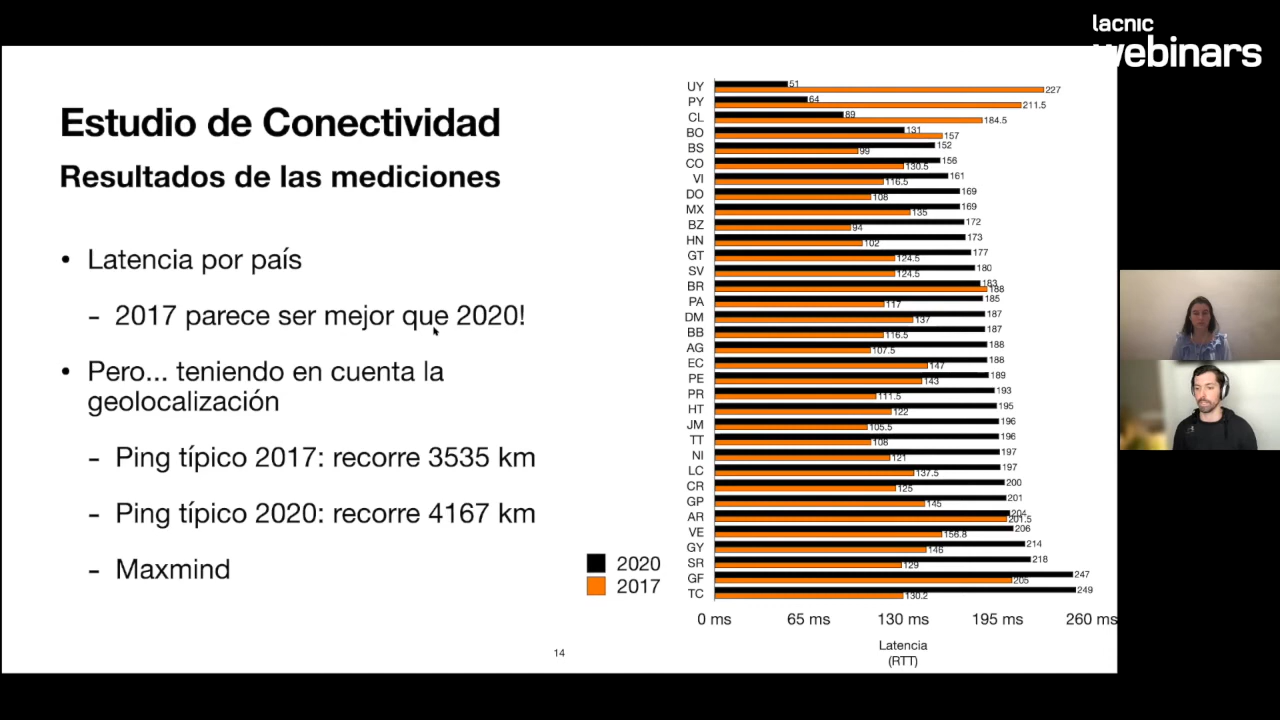 lacnic
webinars
Estudio de Conectividad
Resultados de las mediciones
• Latencia por país
- 2017 parece ser mejor que 2020!
• Pero... teniendo en cuenta la
geolocalización
- Ping típico 2017: recorre 3535 km
- Ping típico 2020: recorre 4167 km
- Maxmind
2020
2017
14
UY 51 227
PY 64 211.5
CL 89 184.5
BO 131 157
BS 152 99
CO 156 130.5
VI 161 116.5
DO 169 108
MX 169 135
BZ 172 94
HN 173 102
GT 177 124.5
SV 180 124.5
BR 183 188
PA 185 117
DM 187 137
BB 187 116.5
AG 188 107.5
EC 188 147
PE 189 143
PR 193 111.5
HT 195 122
JM 196 105.5
TT 196 108
NI 197 121
LC 197 137.5
CR 200 125
GP 201 145
AR 204 201.5
VE 206 156.8
GY 214 146
SR 218 129
GF 247 205
TC 249 130.2
0 ms 65 ms 130 ms 195 ms 260 ms
Latencia
(RTT)